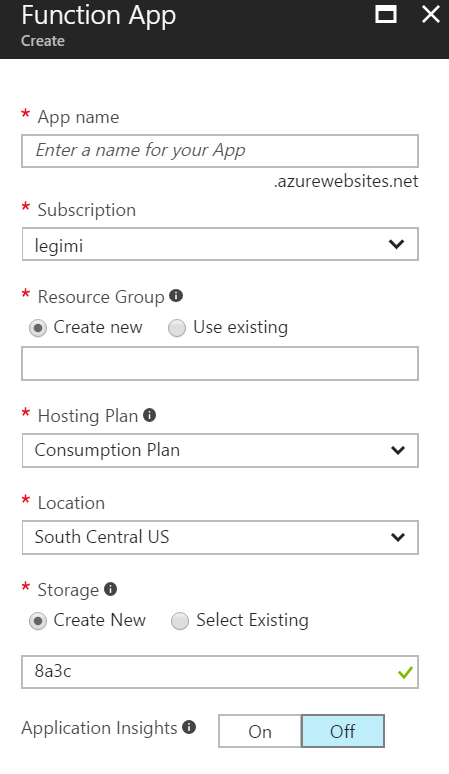 Function App
Create
* App name
Enter a name for your App
.azurewebsites.net
* Subscription
legimi
* Resource Group
Create new Use existing
* Hosting Plan
Consumption Plan
* Location
South Central US
* Storage
Create New Select Existing
8a3c
Application Insights On Off